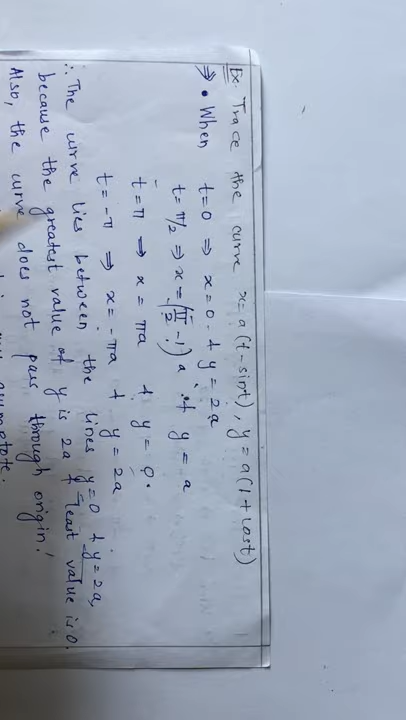 Ex. Trace the curve x = a(t - sint), y = a(1 + cost)
⇒ • When t = 0 ⇒ x = 0 & y = 2a
t = π/2 ⇒ x = (π/2 - 1) a & y = a
t = π ⇒ x = πa & y = 0.
t = -π ⇒ x = -πa & y = 2a
∴ The curve lies between the lines y = 0 & y = 2a,
because the greatest value of y is 2a & least value is 0.
Also, the curve does not pass through origin.
asymptote.